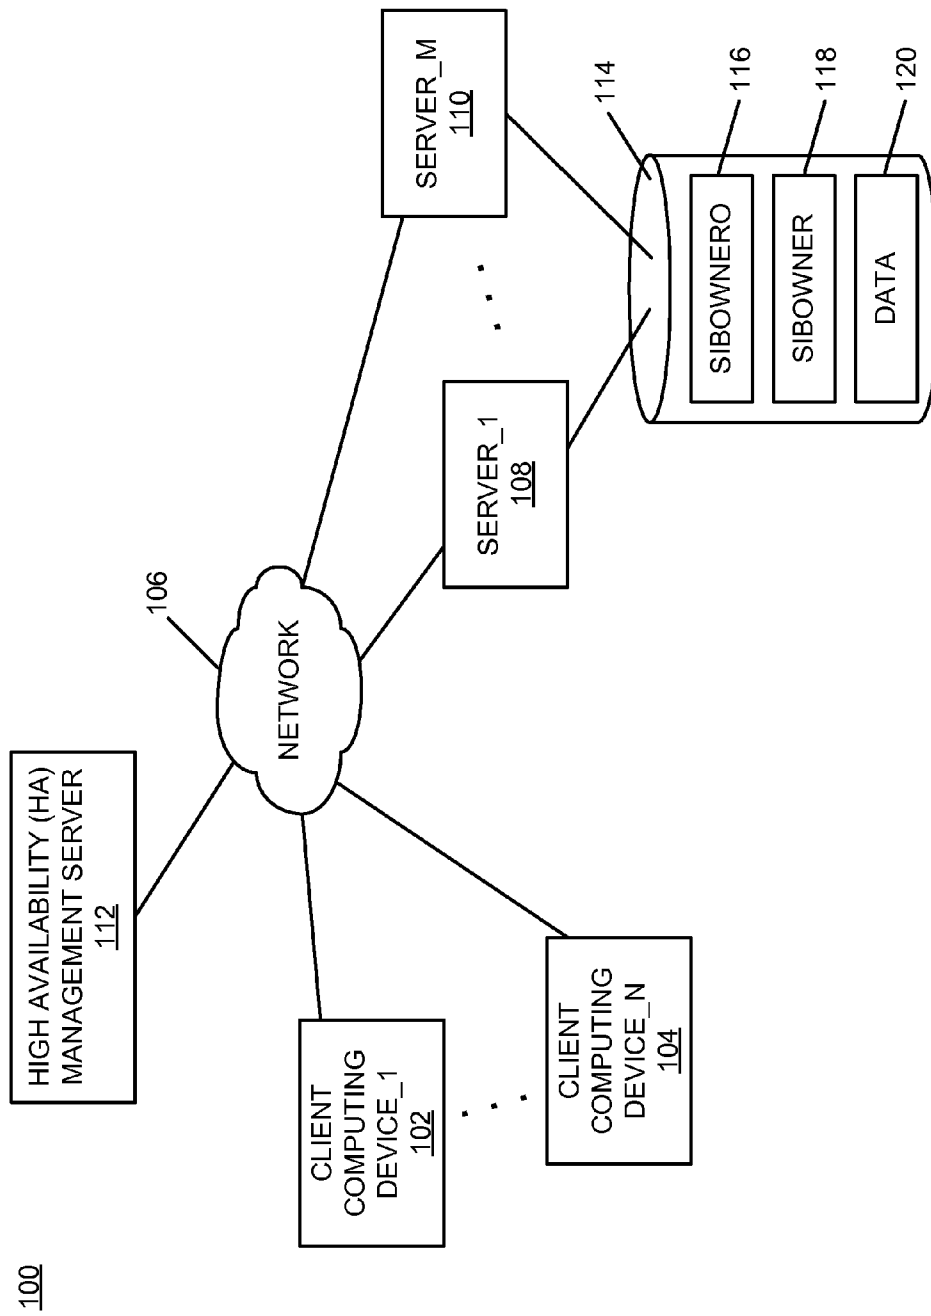 100
HIGH AVAILABILITY (HA)
MANAGEMENT SERVER
112
CLIENT
COMPUTING
DEVICE_1
102
CLIENT
COMPUTING
DEVICE_N
104
106
NETWORK
SERVER_1
108
SERVER_M
110
114
SIBOWNERO
116
SIBOWNER
118
DATA
120